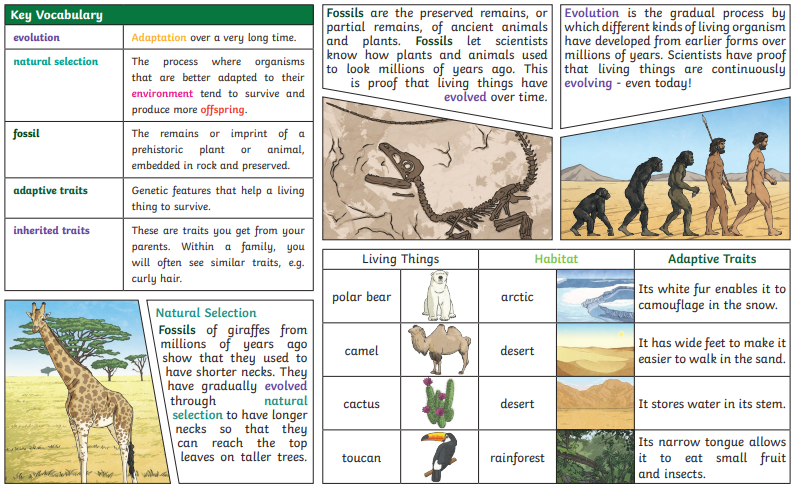 Key Vocabulary
evolution
Adaptation over a very long time.
natural selection
The process where organisms
that are better adapted to their
environment tend to survive and
produce more offspring.
fossil
The remains or imprint of a
prehistoric plant or animal,
embedded in rock and preserved.
adaptive traits
Genetic features that help a living
thing to survive.
inherited traits
These are traits you get from your
parents. Within a family, you
will often see similar traits, e.g.
curly hair.
Natural Selection
Fossils of giraffes from
millions of years ago
show that they used to
have shorter necks. They
have gradually evolved
through natural
selection to have longer
necks so that they
can reach the top
leaves on taller trees.
Fossils are the preserved remains, or
partial remains, of ancient animals
and plants. Fossils let scientists
know how plants and animals used
to look millions of years ago. This
is proof that living things have
evolved over time.
Evolution is the gradual process by
which different kinds of living organism
have developed from earlier forms over
millions of years. Scientists have proof
that living things are continuously
evolving - even today!
Living Things
Habitat
Adaptive Traits
polar bear
arctic
Its white fur enables it to
camouflage in the snow.
camel
desert
It has wide feet to make it
easier to walk in the sand.
cactus
desert
It stores water in its stem.
toucan
rainforest
Its narrow tongue allows
it to eat small fruit
and insects.